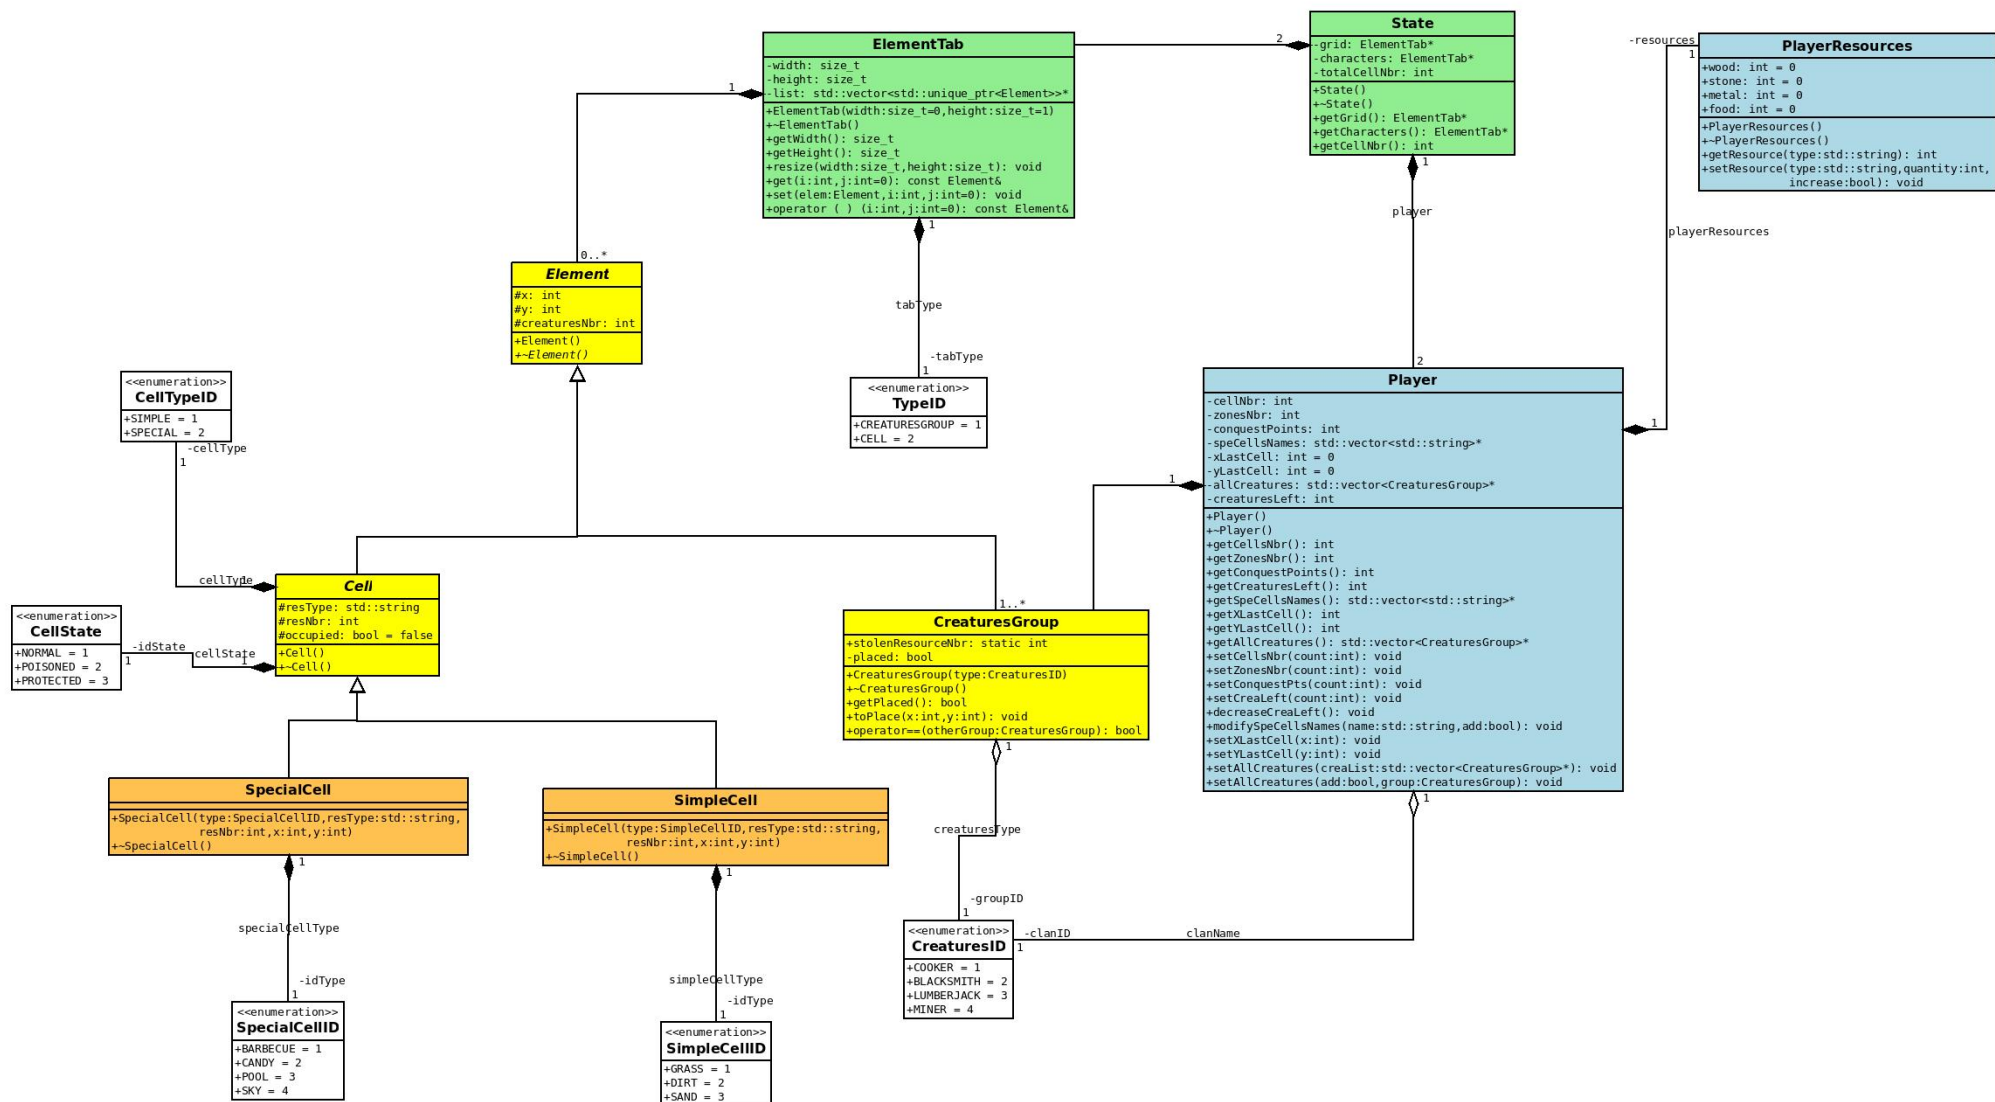 State
-grid: ElementTab*
-characters: ElementTab*
-totalCellNbr: int
+State()
+~State()
+getGrid(): ElementTab*
+getCharacters(): ElementTab*
+getCellNbr(): int
1
2
ElementTab
-width: size_t
-height: size_t
-list: std::vector<std::unique_ptr<Element>>*
+ElementTab(width:size_t=0,height:size_t=1)
+~ElementTab()
+getWidth(): size_t
+getHeight(): size_t
+resize(width:size_t,height:size_t): void
+get(i:int,j:int=0): const Element&
+set(elem:Element,i:int,j:int=0): void
+operator ( ) (i:int,j:int=0): const Element&
1
1
-resources
1
PlayerResources
+wood: int = 0
+stone: int = 0
+metal: int = 0
+food: int = 0
+PlayerResources()
+~PlayerResources()
+getResource(type:std::string): int
+setResource(type:std::string,quantity:int,
increase:bool): void
player
playerResources
0..*
Element
#x: int
#y: int
#creaturesNbr: int
+Element()
+~Element()
tabType
-tabType
1
<<enumeration>>
TypeID
+CREATURESGROUP = 1
+CELL = 2
2
Player
-cellNbr: int
-zonesNbr: int
-conquestPoints: int
-speCellsNames: std::vector<std::string>*
-xLastCell: int = 0
-yLastCell: int = 0
-allCreatures: std::vector<CreaturesGroup>*
-creaturesLeft: int
+Player()
+~Player()
+getCellsNbr(): int
+getZonesNbr(): int
+getConquestPoints(): int
+getCreaturesLeft(): int
+getSpeCellsNames(): std::vector<std::string>*
+getXLastCell(): int
+getYLastCell(): int
+getAllCreatures(): std::vector<CreaturesGroup>*
+setCellsNbr(count:int): void
+setZonesNbr(count:int): void
+setConquestPts(count:int): void
+setCreaLeft(count:int): void
+decreaseCreaLeft(): void
+modifySpeCellsNames(name:std::string,add:bool): void
+setXLastCell(x:int): void
+setYLastCell(y:int): void
+setAllCreatures(creaList:std::vector<CreaturesGroup>*): void
+setAllCreatures(add:bool,group:CreaturesGroup): void
1
1
1
<<enumeration>>
CellTypeID
+SIMPLE = 1
+SPECIAL = 2
-cellType
1
cellType
1
Cell
#resType: std::string
#resNbr: int
#occupied: bool = false
+Cell()
+~Cell()
<<enumeration>>
CellState
+NORMAL = 1
+POISONED = 2
+PROTECTED = 3
-idState
1
cellState
1
1..*
CreaturesGroup
+stolenResourceNbr: static int
-placed: bool
+CreaturesGroup(type:CreaturesID)
+~CreaturesGroup()
+getPlaced(): bool
+toPlace(x:int,y:int): void
+operator==(otherGroup:CreaturesGroup): bool
1
SpecialCell
+SpecialCell(type:SpecialCellID,resType:std::string,
resNbr:int,x:int,y:int)
+~SpecialCell()
1
SimpleCell
+SimpleCell(type:SimpleCellID,resType:std::string,
resNbr:int,x:int,y:int)
+~SimpleCell()
1
creaturesType
-groupID
1
<<enumeration>>
CreaturesID
+COOKER = 1
+BLACKSMITH = 2
+LUMBERJACK = 3
+MINER = 4
-clanID
1
clanName
specialCellType
-idType
1
<<enumeration>>
SpecialCellID
+BARBECUE = 1
+CANDY = 2
+POOL = 3
+SKY = 4
simpleCellType
-idType
1
<<enumeration>>
SimpleCellID
+GRASS = 1
+DIRT = 2
+SAND = 3